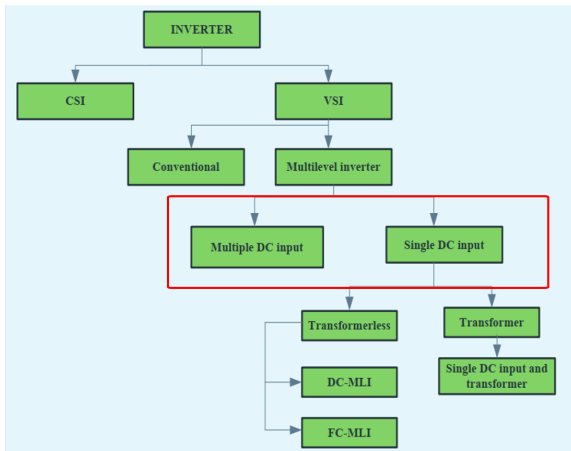 INVERTER
CSI
VSI
Conventional
Multilevel inverter
Multiple DC input
Single DC input
Transformerless
Transformer
DC-MLI
Single DC input and
transformer
FC-MLI